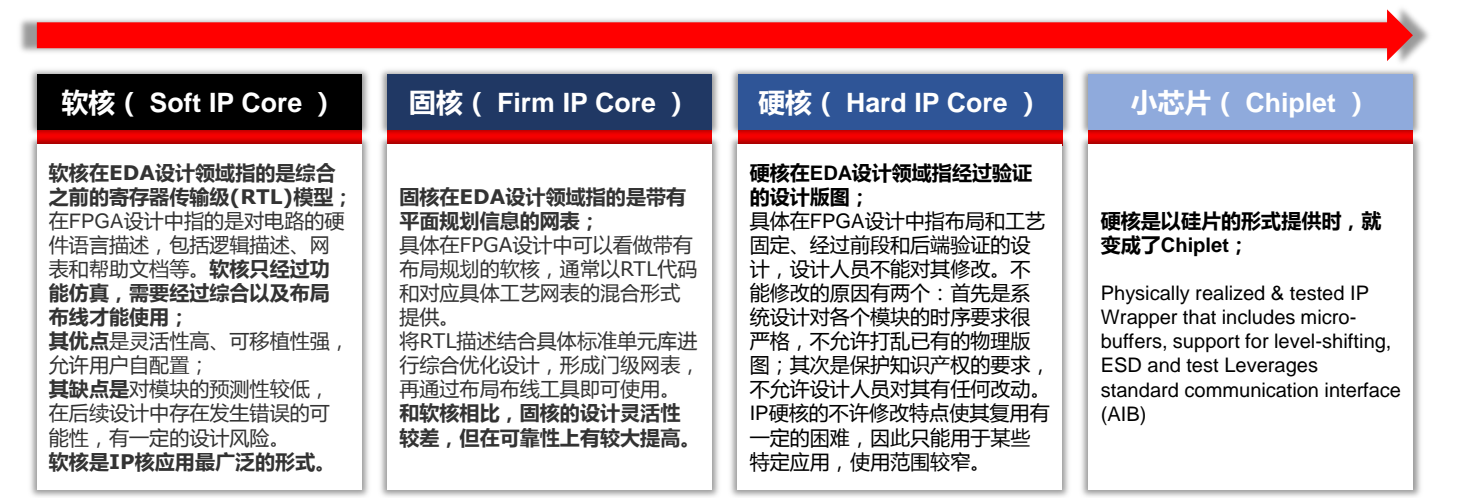 软核（ Soft IP Core ）
软核在EDA设计领域指的是综合
之前的寄存器传输级(RTL)模型；
在FPGA设计中指的是对电路的硬
件语言描述，包括逻辑描述、网
表和帮助文档等。软核只经过功
能仿真，需要经过综合以及布局
布线才能使用；
其优点是灵活性高、可移植性强，
允许用户自配置；
其缺点是对模块的预测性较低，
在后续设计中存在发生错误的可
能性，有一定的设计风险。
软核是IP核应用最广泛的形式。
固核（ Firm IP Core ）
固核在EDA设计领域指的是带有
平面规划信息的网表；
具体在FPGA设计中可以看做带有
布局规划的软核，通常以RTL代码
和对应具体工艺网表的混合形式
提供。
将RTL描述结合具体标准单元库进
行综合优化设计，形成门级网表，
再通过布局布线工具即可使用。
和软核相比，固核的设计灵活性
较差，但在可靠性上有较大提高。
硬核（ Hard IP Core ）
硬核在EDA设计领域指经过验证
的设计版图；
具体在FPGA设计中指布局和工艺
固定、经过前段和后端验证的设
计，设计人员不能对其修改。不
能修改的原因有两个：首先是系
统设计对各个模块的时序要求很
严格，不允许打乱已有的物理版
图；其次是保护知识产权的要求，
不允许设计人员对其有任何改动。
IP硬核的不许修改特点使其复用有
一定的困难，因此只能用于某些
特定应用，使用范围较窄。
小芯片（ Chiplet ）
硬核是以硅片的形式提供时，就
变成了Chiplet；
Physically realized & tested IP
Wrapper that includes micro-
buffers, support for level-shifting,
ESD and test Leverages
standard communication interface
(AIB)